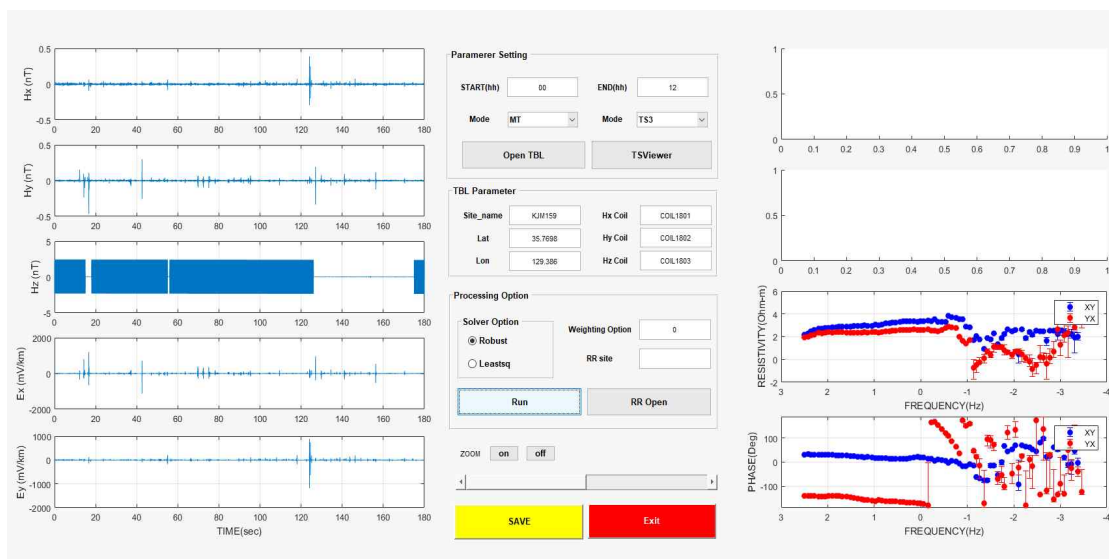 0.5
0
-0.5
Hx (nT)
0 20 40 60 80 100 120 140 160 180
0.5
0
-0.5
Hy (nT)
0 20 40 60 80 100 120 140 160 180
5
0
-5
Hz (nT)
0 20 40 60 80 100 120 140 160 180
2000
0
-2000
Ex (mV/km)
0 20 40 60 80 100 120 140 160 180
1000
0
-1000
-2000
Ey (mV/km)
0 20 40 60 80 100 120 140 160 180
TIME(sec)
Paramerer Setting
START(hh) 00 END(hh) 12
Mode MT Mode TS3
Open TBL TSViewer
TBL Parameter
Site_name KJM159 Hx Coil COIL1801
Lat 35.7698 Hy Coil COIL1802
Lon 129.386 Hz Coil COIL1803
Processing Option
Solver Option
Robust
Leastsq
Weighting Option 0
RR site
Run RR Open
ZOOM on off
SAVE Exit
1
0.5
0
0 0.1 0.2 0.3 0.4 0.5 0.6 0.7 0.8 0.9 1
1
0.5
0
0 0.1 0.2 0.3 0.4 0.5 0.6 0.7 0.8 0.9 1
6
4
2
0
-2
RESISTIVITY(Ohm-m)
XY
YX
3 2 1 0 -1 -2 -3 -4
FREQUENCY(Hz)
100
0
-100
PHASE(Deg)
XY
YX
3 2 1 0 -1 -2 -3 -4
FREQUENCY(Hz)